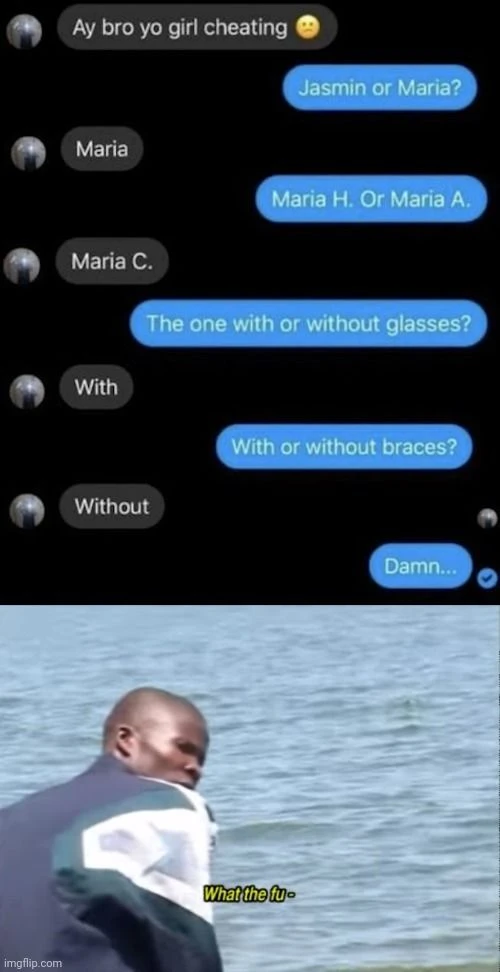 Ay bro yo girl cheating 😕
Jasmin or Maria?
Maria
Maria H. Or Maria A.
Maria C.
The one with or without glasses?
With
With or without braces?
Without
Damn...
What the fu -
imgflip.com